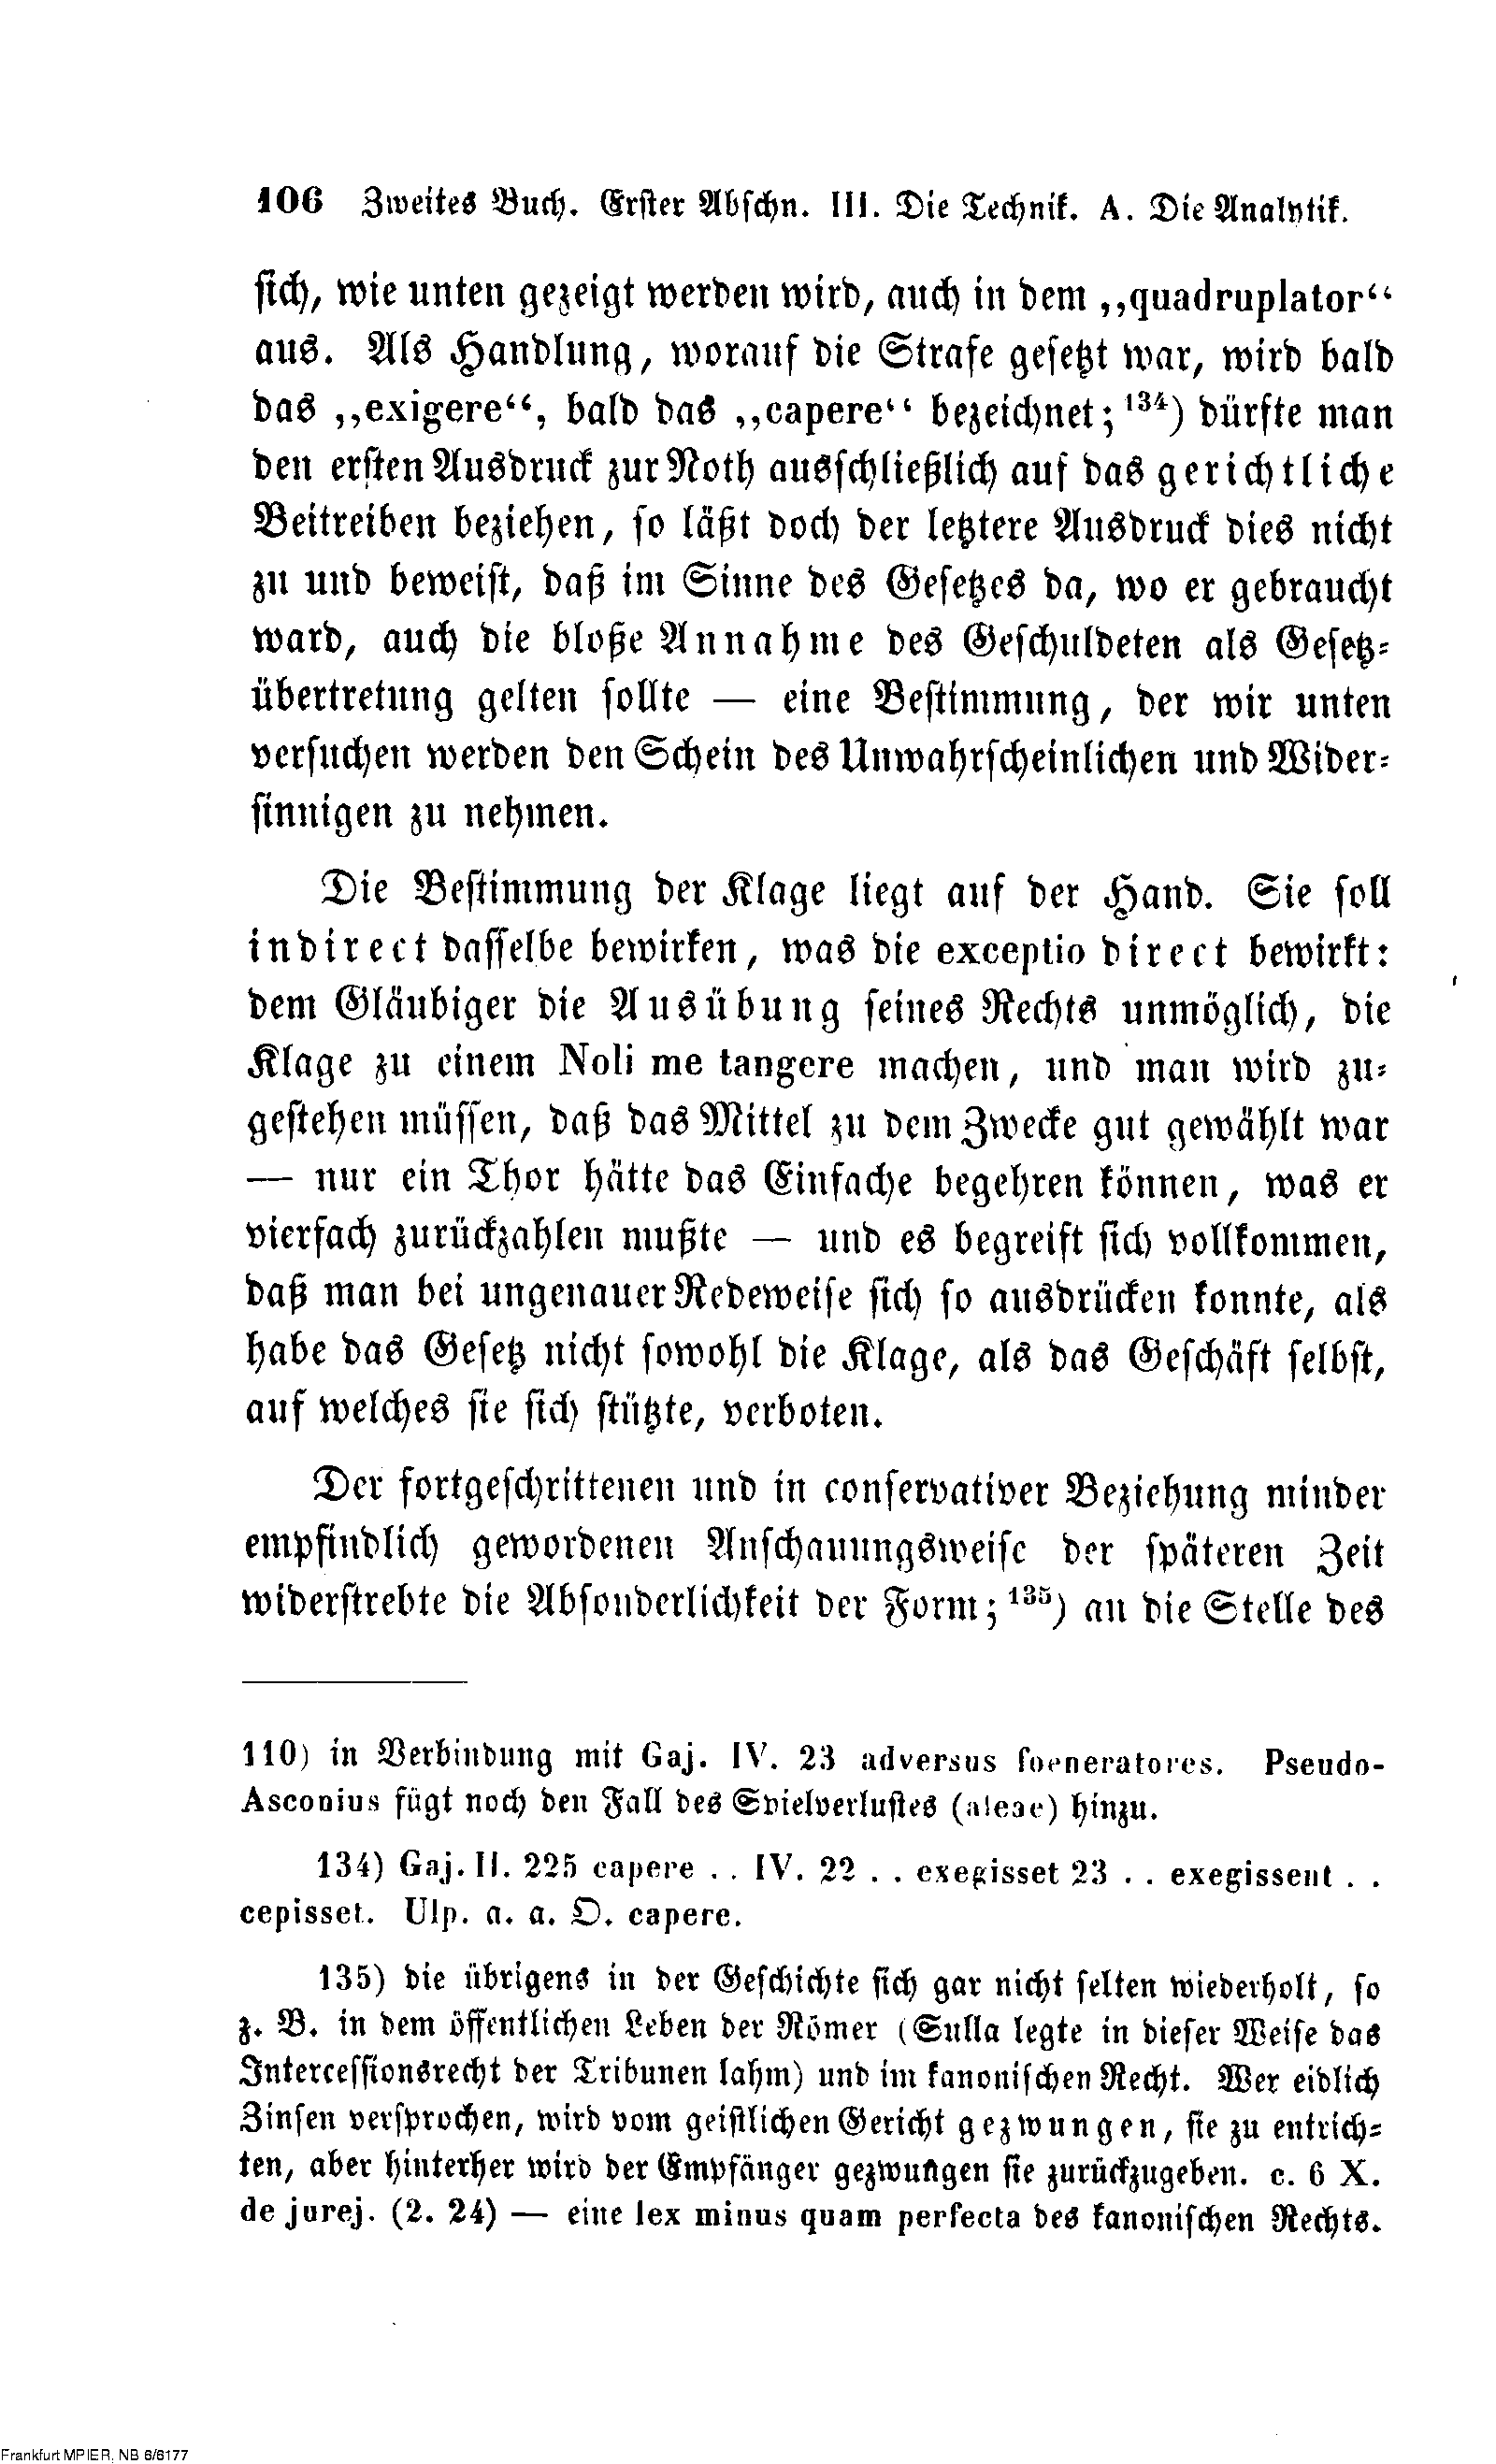 106 Zweites Buch. Erster Abschn. III. Die Technik. A. Die Analytik.
sich, wie unten gezeigt werden wird, auch in dem „quadruplator“
aus. Als Handlung, worauf die Strafe gesetzt war, wird bald
das „exigere“, bald das „capere“ bezeichnet; 134) dürfte man
den ersten Ausdruck zur Noth ausschließlich auf das gerichtliche
Beitreiben beziehen, so läßt doch der letztere Ausdruck dies nicht
zu und beweist, daß im Sinne des Gesetzes da, wo er gebraucht
ward, auch die bloße Annahme des Geschuldeten als Gesetz-
übertretung gelten sollte — eine Bestimmung, der wir unten
versuchen werden den Schein des Unwahrscheinlichen und Wider-
sinnigen zu nehmen.
Die Bestimmung der Klage liegt auf der Hand. Sie soll
indirect dasselbe bewirken, was die exceptio direct bewirkt:
dem Gläubiger die Ausübung seines Rechts unmöglich, die
Klage zu einem Noli me tangere machen, und man wird zu-
gestehen müssen, daß das Mittel zu dem Zwecke gut gewählt war
— nur ein Thor hätte das Einfache begehren können, was er
vierfach zurückzahlen mußte — und es begreift sich vollkommen,
daß man bei ungenauer Redeweise sich so ausdrücken konnte, als
habe das Gesetz nicht sowohl die Klage, als das Geschäft selbst,
auf welches sie sich stützte, verboten.
Der fortgeschrittenen und in conservativer Beziehung minder
empfindlich gewordenen Anschauungsweise der späteren Zeit
widerstrebte die Absonderlichkeit der Form; 135) an die Stelle des
110) in Verbindung mit Gaj. IV. 23 adversus foeneratores. Pseudo-
Asconius fügt noch den Fall des Spielverlustes (aleae) hinzu.
134) Gaj. II. 225 capere . . IV. 22 . . exegisset 23 . . exegissent . .
cepisset. Ulp. a. a. O. capere.
135) die übrigens in der Geschichte sich gar nicht selten wiederholt, so
z. B. in dem öffentlichen Leben der Römer (Sulla legte in dieser Weise das
Intercessionsrecht der Tribunen lahm) und im kanonischen Recht. Wer eidlich
Zinsen versprochen, wird vom geistlichen Gericht gezwungen, sie zu entrich-
ten, aber hinterher wird der Empfänger gezwungen sie zurückzugeben. c. 6 X.
de jurej. (2. 24) — eine lex minus quam perfecta des kanonischen Rechts.
Frankfurt MPIER, NB 6/6177